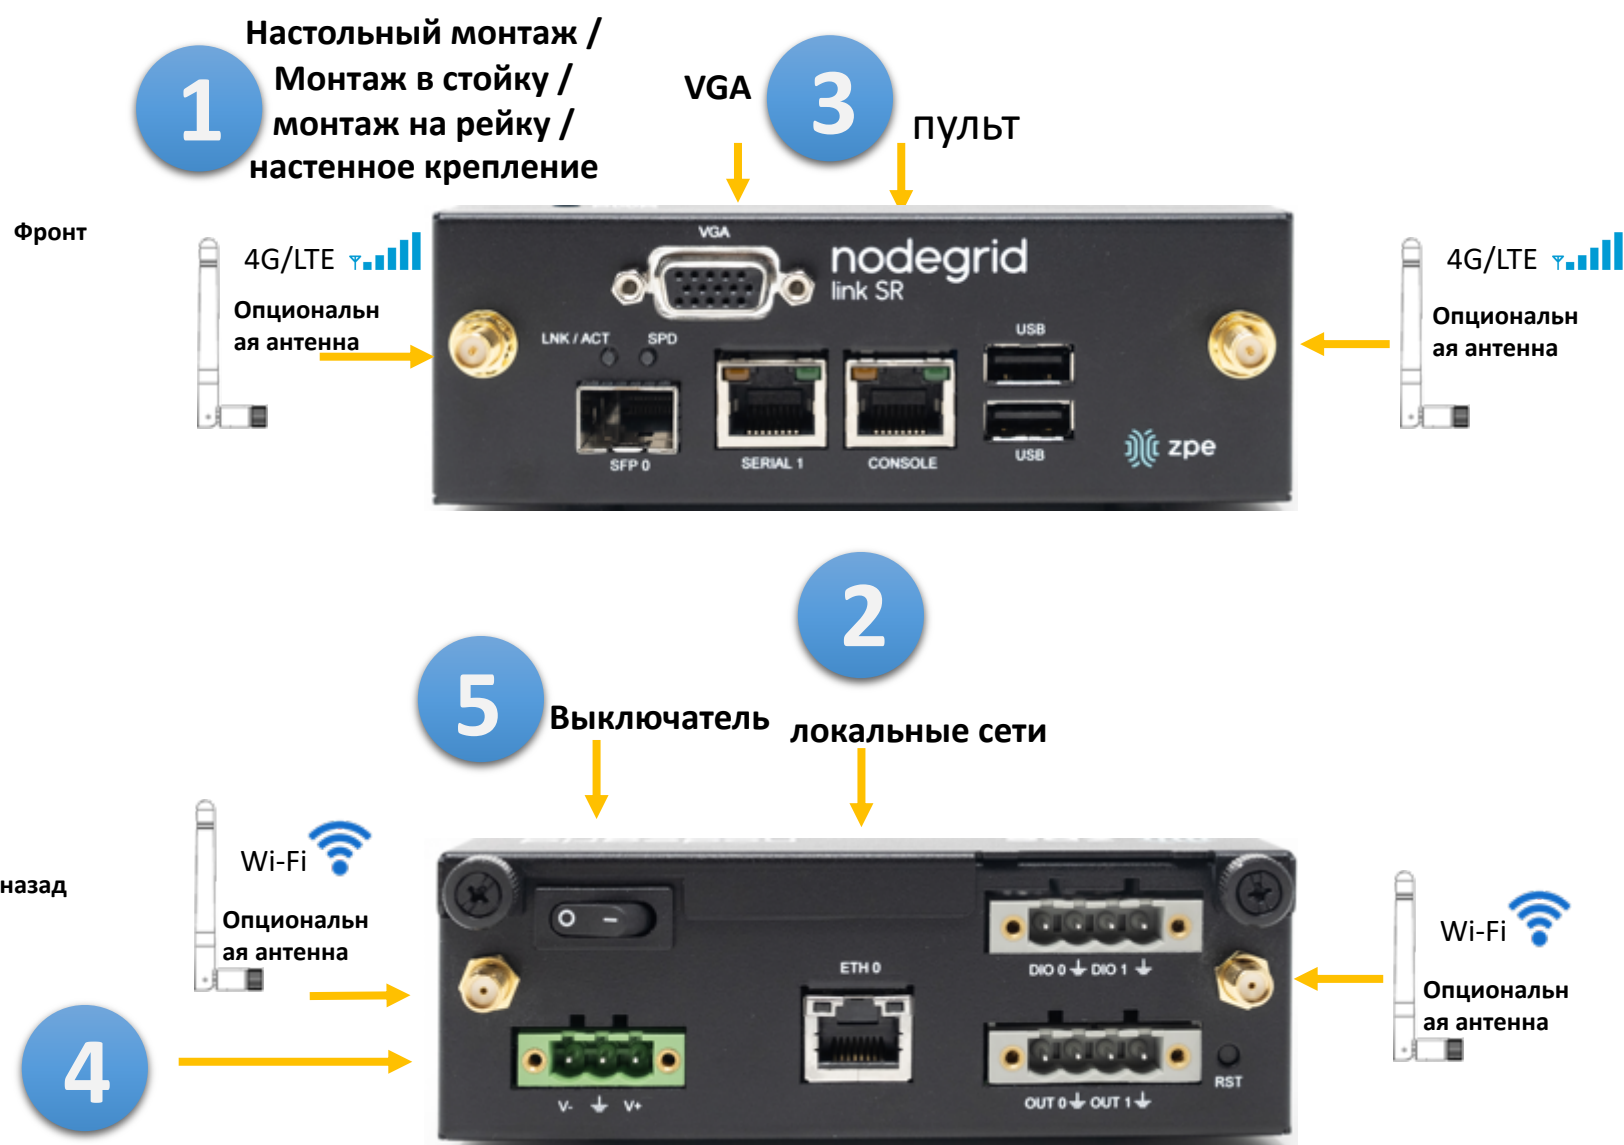 1
Настольный монтаж /
Монтаж в стойку /
монтаж на рейку /
настенное крепление
VGA
3
пульт
Фронт
4G/LTE
Опциональн
ая антенна
VGA
nodegrid
link SR
LNK / ACT
SPD
USB
SFP 0
SERIAL 1
CONSOLE
USB
zpe
4G/LTE
Опциональн
ая антенна
2
5
Выключатель
локальные сети
назад
Wi-Fi
Опциональн
ая антенна
4
ETH 0
DIO 0
DIO 1
V-
V+
OUT 0
OUT 1
RST
Wi-Fi
Опциональн
ая антенна